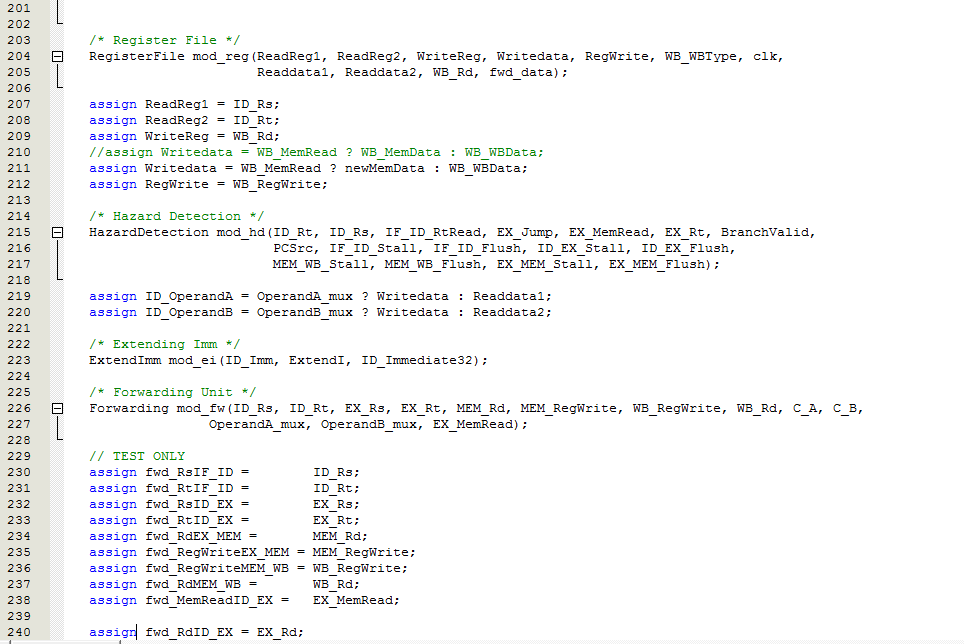 201
202
203 /* Register File */
204 RegisterFile mod_reg(ReadReg1, ReadReg2, WriteReg, Writedata, RegWrite, WB_WBType, clk,
205 Readdata1, Readdata2, WB_Rd, fwd_data);
206
207 assign ReadReg1 = ID_Rs;
208 assign ReadReg2 = ID_Rt;
209 assign WriteReg = WB_Rd;
210 //assign Writedata = WB_MemRead ? WB_MemData : WB_WBData;
211 assign Writedata = WB_MemRead ? newMemData : WB_WBData;
212 assign RegWrite = WB_RegWrite;
213
214 /* Hazard Detection */
215 HazardDetection mod_hd(ID_Rt, ID_Rs, IF_ID_RtRead, EX_Jump, EX_MemRead, EX_Rt, BranchValid,
216 PCSrc, IF_ID_Stall, IF_ID_Flush, ID_EX_Stall, ID_EX_Flush,
217 MEM_WB_Stall, MEM_WB_Flush, EX_MEM_Stall, EX_MEM_Flush);
218
219 assign ID_OperandA = OperandA_mux ? Writedata : Readdata1;
220 assign ID_OperandB = OperandB_mux ? Writedata : Readdata2;
221
222 /* Extending Imm */
223 ExtendImm mod_ei(ID_Imm, ExtendI, ID_Immediate32);
224
225 /* Forwarding Unit */
226 Forwarding mod_fw(ID_Rs, ID_Rt, EX_Rs, EX_Rt, MEM_Rd, MEM_RegWrite, WB_RegWrite, WB_Rd, C_A, C_B,
227 OperandA_mux, OperandB_mux, EX_MemRead);
228
229 // TEST ONLY
230 assign fwd_RsIF_ID = ID_Rs;
231 assign fwd_RtIF_ID = ID_Rt;
232 assign fwd_RsID_EX = EX_Rs;
233 assign fwd_RtID_EX = EX_Rt;
234 assign fwd_RdEX_MEM = MEM_Rd;
235 assign fwd_RegWriteEX_MEM = MEM_RegWrite;
236 assign fwd_RegWriteMEM_WB = WB_RegWrite;
237 assign fwd_RdMEM_WB = WB_Rd;
238 assign fwd_MemReadID_EX = EX_MemRead;
239
240 assign fwd_RdID_EX = EX_Rd;